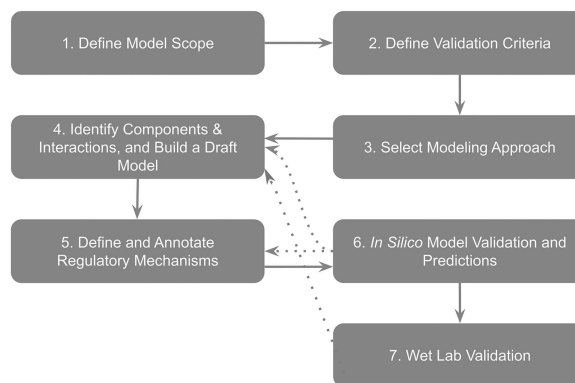 1. Define Model Scope
2. Define Validation Criteria
3. Select Modeling Approach
4. Identify Components &
Interactions, and Build a Draft
Model
5. Define and Annotate
Regulatory Mechanisms
6. In Silico Model Validation and
Predictions
7. Wet Lab Validation